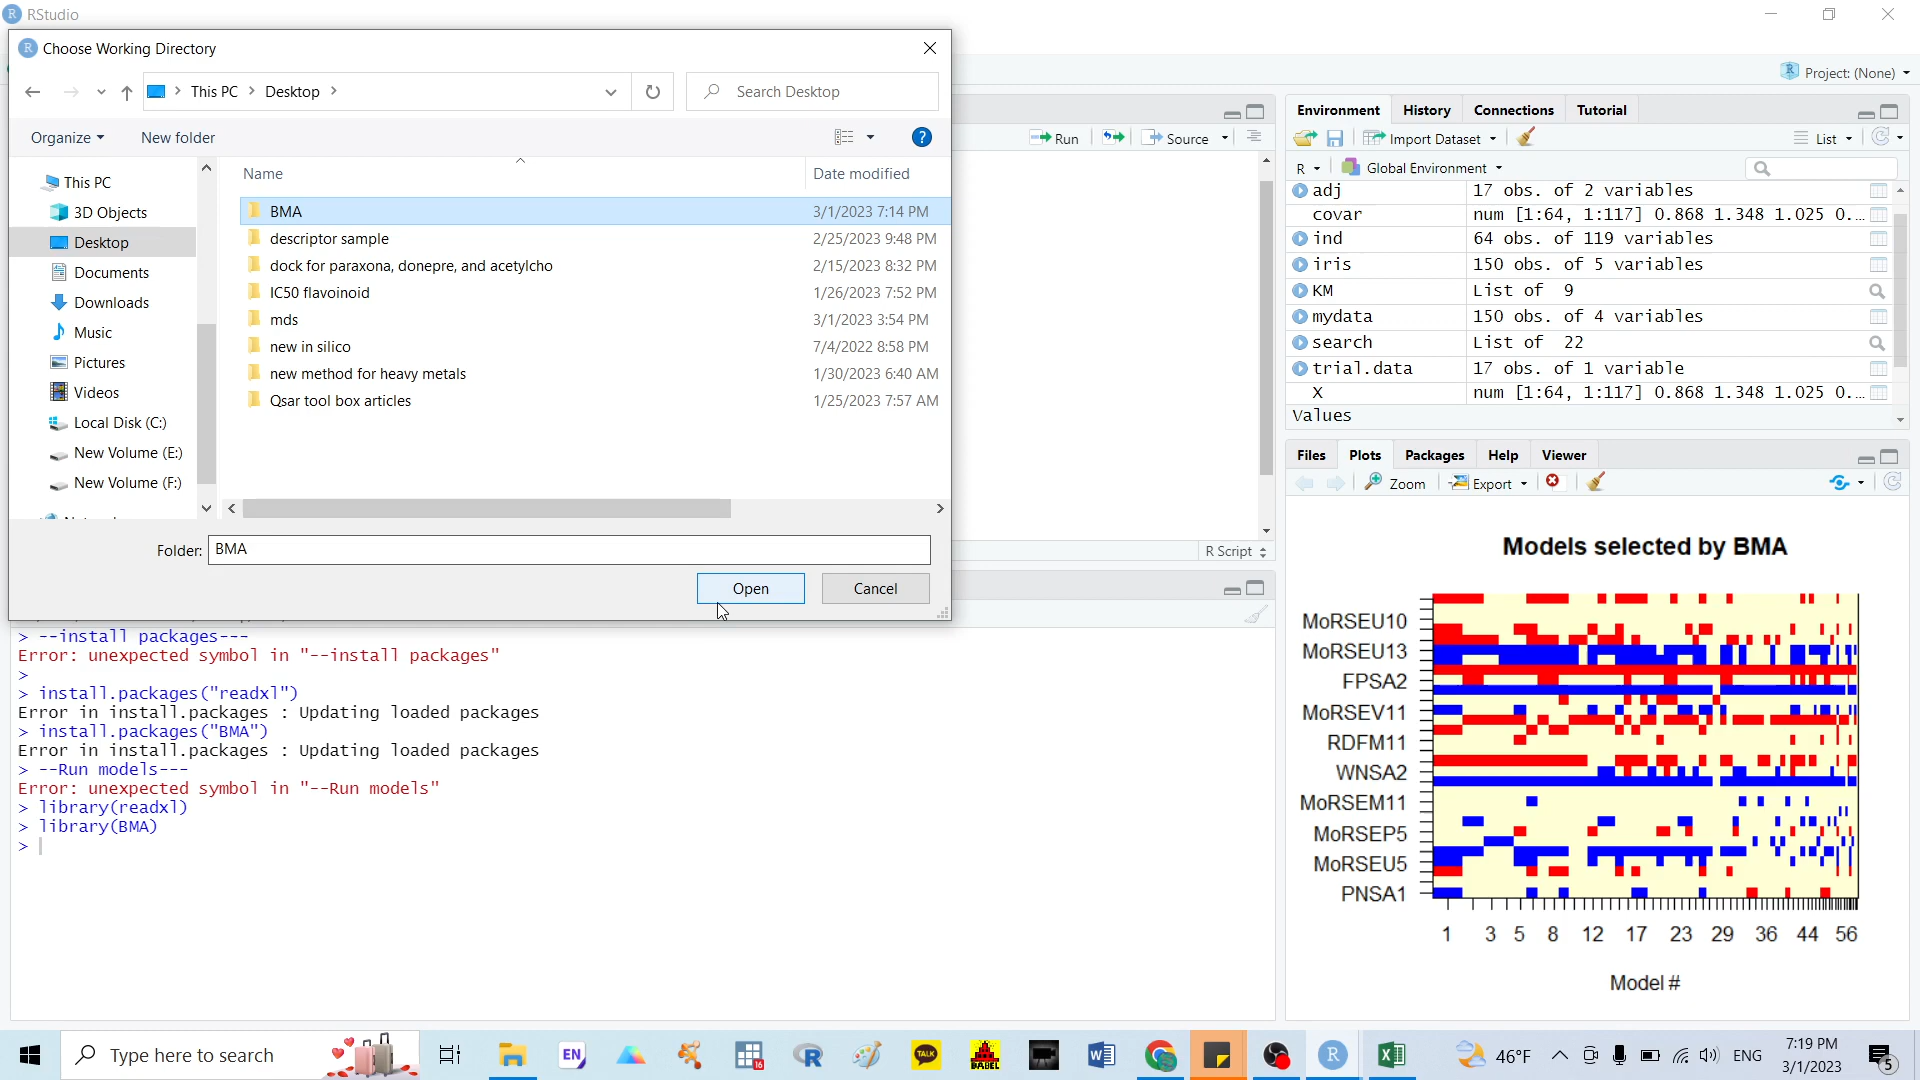 RStudio
Choose Working Directory
This PC > Desktop >
Search Desktop
Organize
New folder
Name
Date modified
This PC
3D Objects
Desktop
Documents
Downloads
Music
Pictures
Videos
Local Disk (C:)
New Volume (E:)
New Volume (F:)
BMA 3/1/2023 7:14 PM
descriptor sample 2/25/2023 9:48 PM
dock for paraxona, donepre, and acetylcho 2/15/2023 8:32 PM
IC50 flavoinoid 1/26/2023 7:52 PM
mds 3/1/2023 3:54 PM
new in silico 7/4/2022 8:58 PM
new method for heavy metals 1/30/2023 6:40 AM
Qsar tool box articles 1/25/2023 7:57 AM
Folder: BMA
Open
Cancel
Run
Source
R Script
> --install packages---
Error: unexpected symbol in "--install packages"
>
> install.packages("readxl")
Error in install.packages : Updating loaded packages
> install.packages("BMA")
Error in install.packages : Updating loaded packages
> --Run models---
Error: unexpected symbol in "--Run models"
> library(readxl)
> library(BMA)
>
Project: (None)
Environment History Connections Tutorial
Import Dataset
List
R
Global Environment
adj 17 obs. of 2 variables
covar num [1:64, 1:117] 0.868 1.348 1.025 0...
ind 64 obs. of 119 variables
iris 150 obs. of 5 variables
KM List of 9
mydata 150 obs. of 4 variables
search List of 22
trial.data 17 obs. of 1 variable
X num [1:64, 1:117] 0.868 1.348 1.025 0...
Values
Files Plots Packages Help Viewer
Zoom
Export
Models selected by BMA
MoRSEU10
MoRSEU13
FPSA2
MoRSEV11
RDFM11
WNSA2
MoRSEM11
MoRSEP5
MoRSEU5
PNSA1
1 3 5 8 12 17 23 29 36 44 56
Model #
Type here to search
EN
16
TALK
BABEL
46°F
ENG
7:19 PM
3/1/2023
5